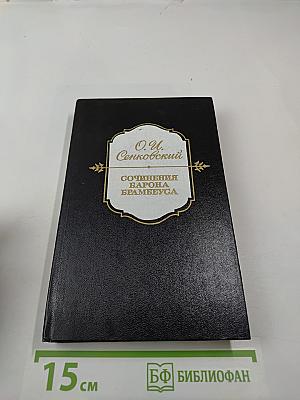 О.И.
Сенковский
СОЧИНЕНИЯ
БАРОНА
БРАМБЕУСА
15 см
БФ БИБЛИОФАН